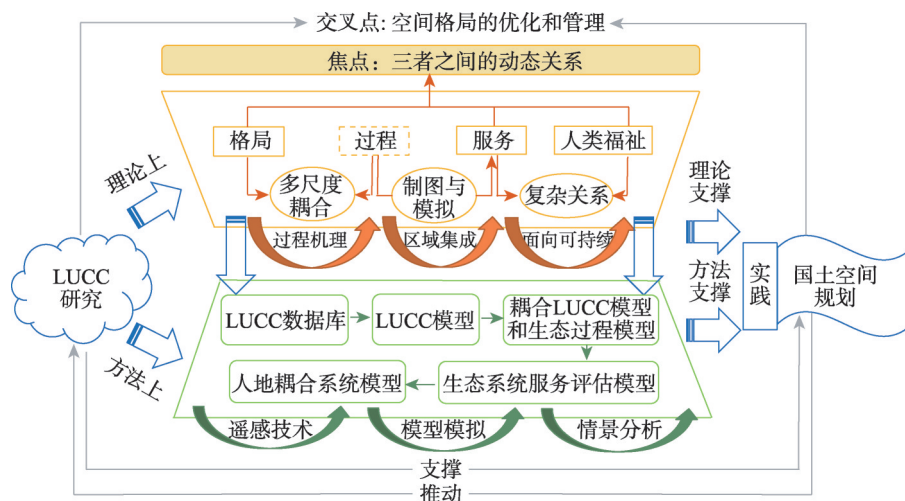 交叉点: 空间格局的优化和管理
焦点：三者之间的动态关系
格局
过程
服务
人类福祉
多尺度
耦合
制图与
模拟
复杂关系
过程机理
区域集成
面向可持续
理论上
方法上
LUCC
研究
理论
支撑
方法
支撑
实践
国土空间
规划
LUCC数据库
LUCC模型
耦合LUCC模型
和生态过程模型
人地耦合系统模型
生态系统服务评估模型
遥感技术
模型模拟
情景分析
支撑
推动